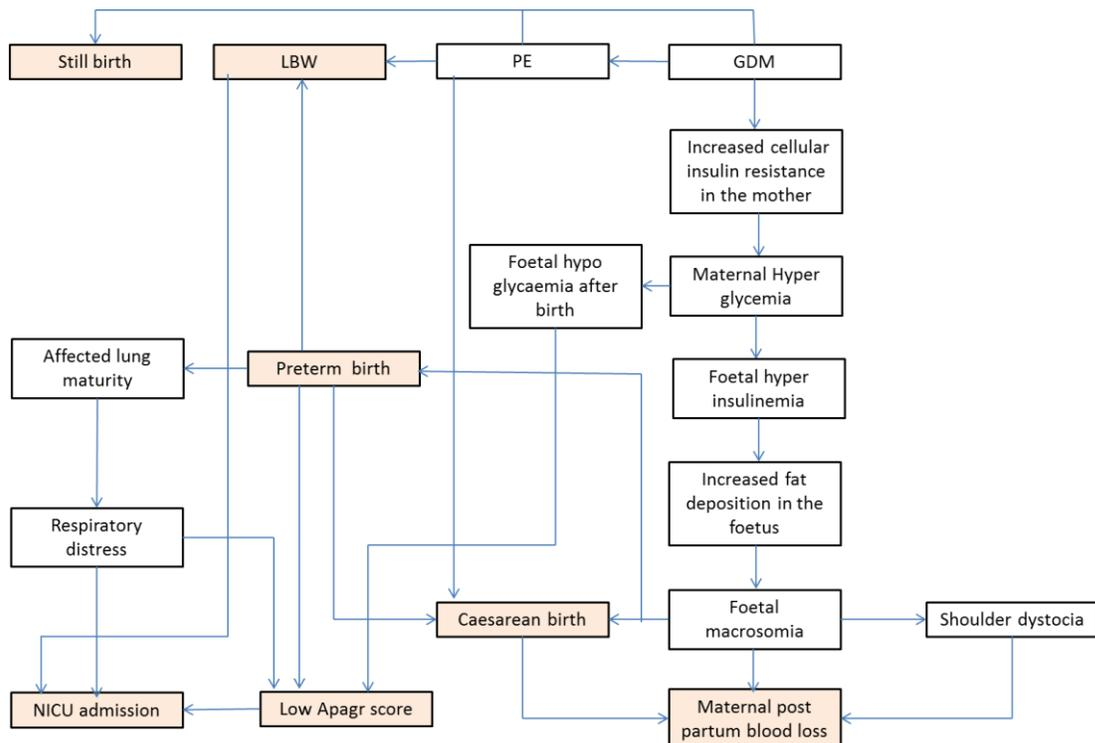 Still birth
LBW
PE
GDM
Increased cellular
insulin resistance
in the mother
Foetal hypo
glycaemia after
birth
Maternal Hyper
glycemia
Affected lung
maturity
Preterm birth
Foetal hyper
insulinemia
Increased fat
deposition in the
foetus
Respiratory
distress
Caesarean birth
Foetal
macrosomia
Shoulder dystocia
NICU admission
Low Apagr score
Maternal post
partum blood loss